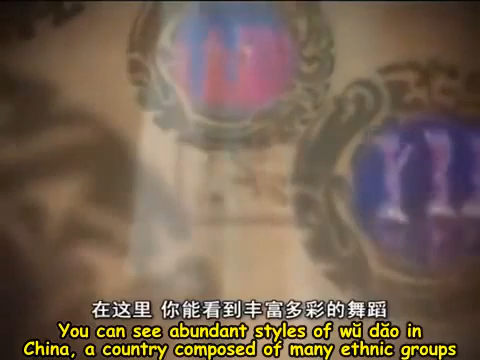 在这里 你能看到丰富多彩的舞蹈
You can see abundant styles of wǔ dǎo in
China, a country composed of many ethnic groups